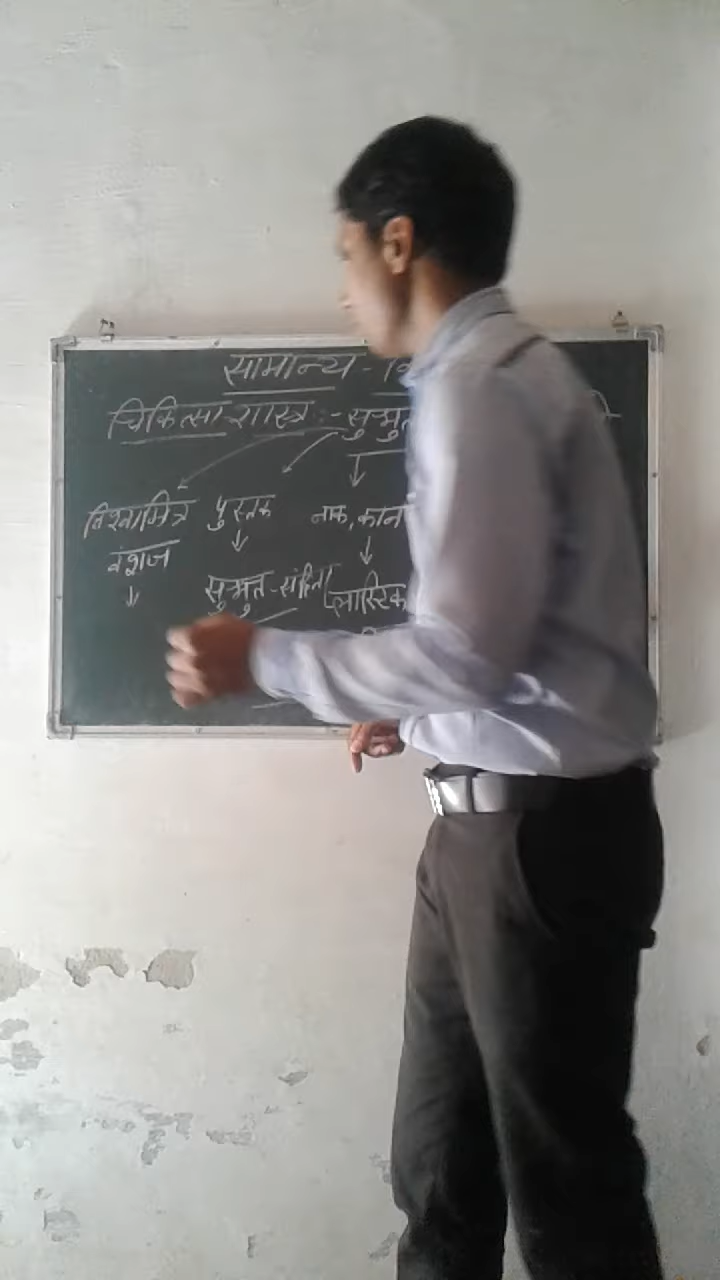 सामान्य - वि
चिकित्सा शास्त्र :- सुश्रुत
विश्वामित्र पुस्तक नाक, कान
वंशज
सुश्रुत - संहिता प्लास्टिक